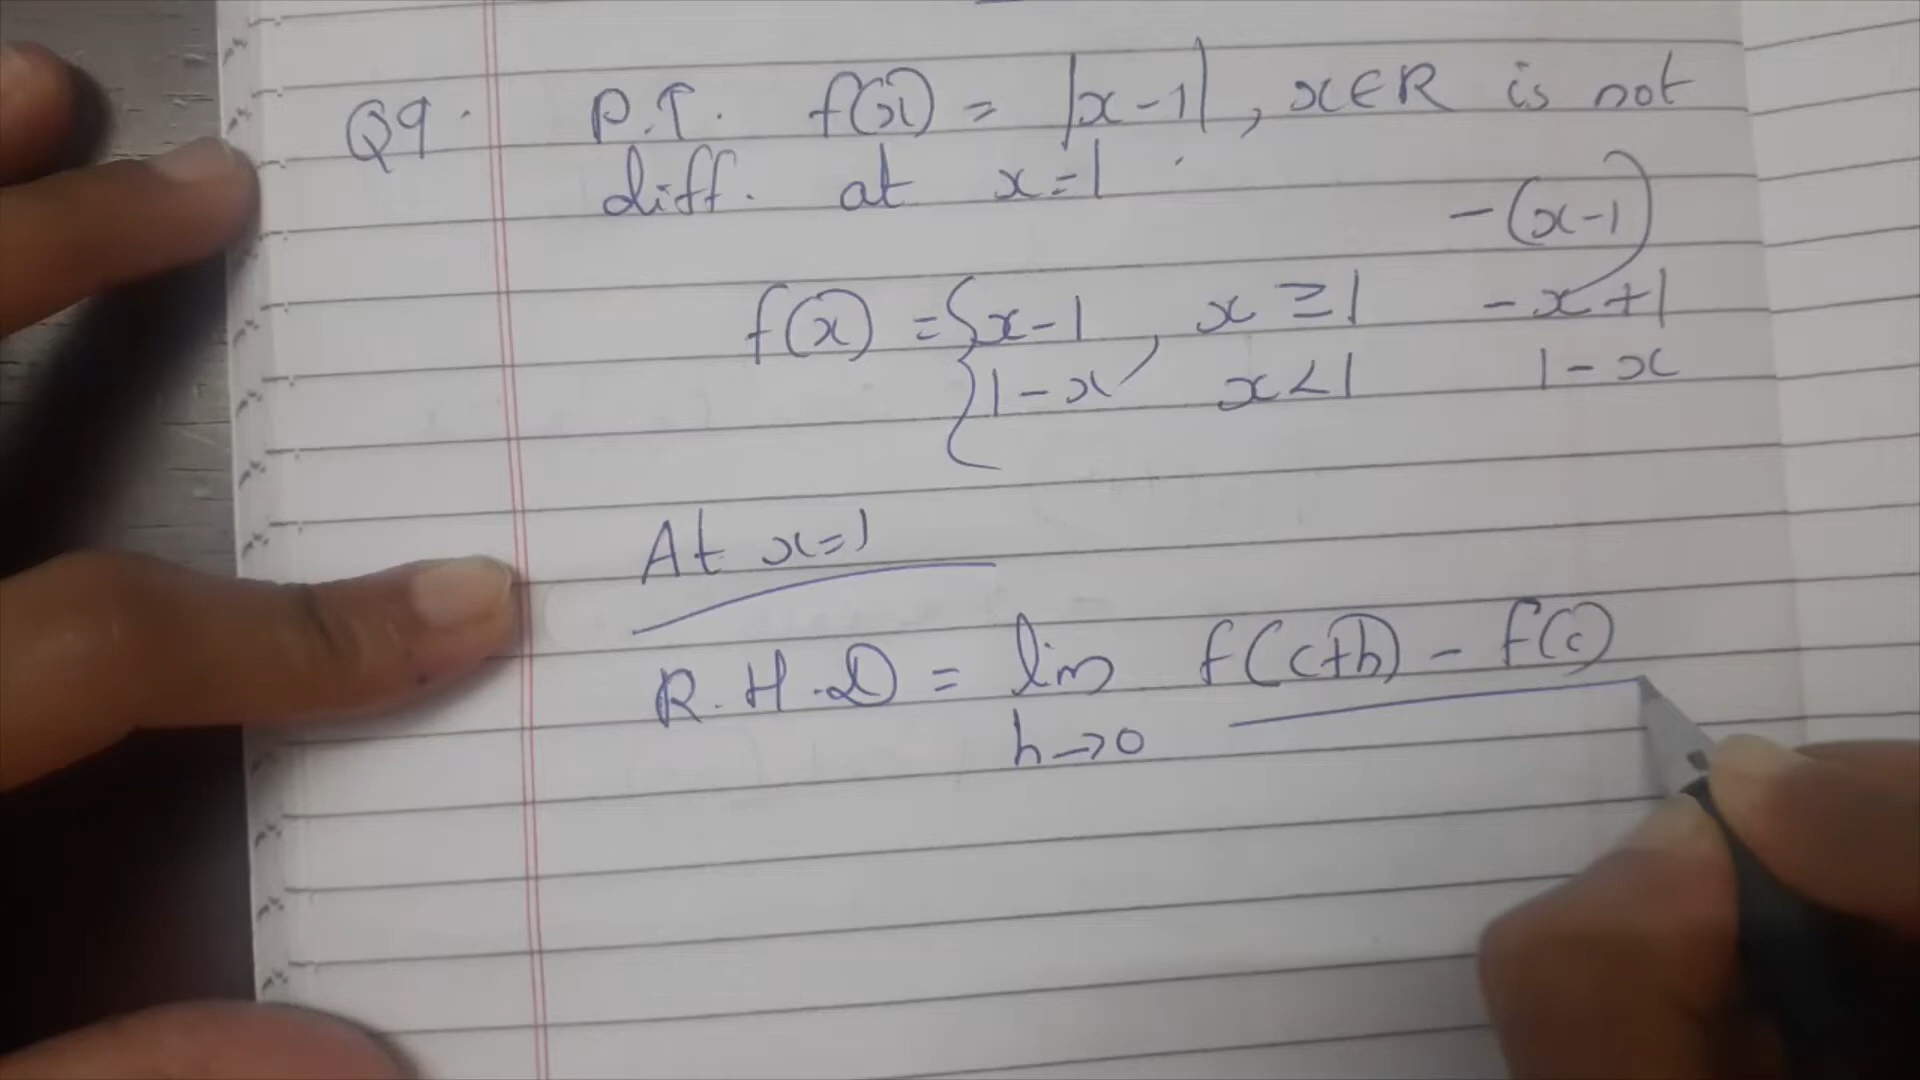 Q9. P.T. f(x) = |x-1|, x∈R is not
diff. at x=1.
-(x-1)
f(x) = { x-1, x≥1 -x+1
1-x, x<1 1-x
At x=1
R.H.D = lim f(c+h) - f(c)
h→0